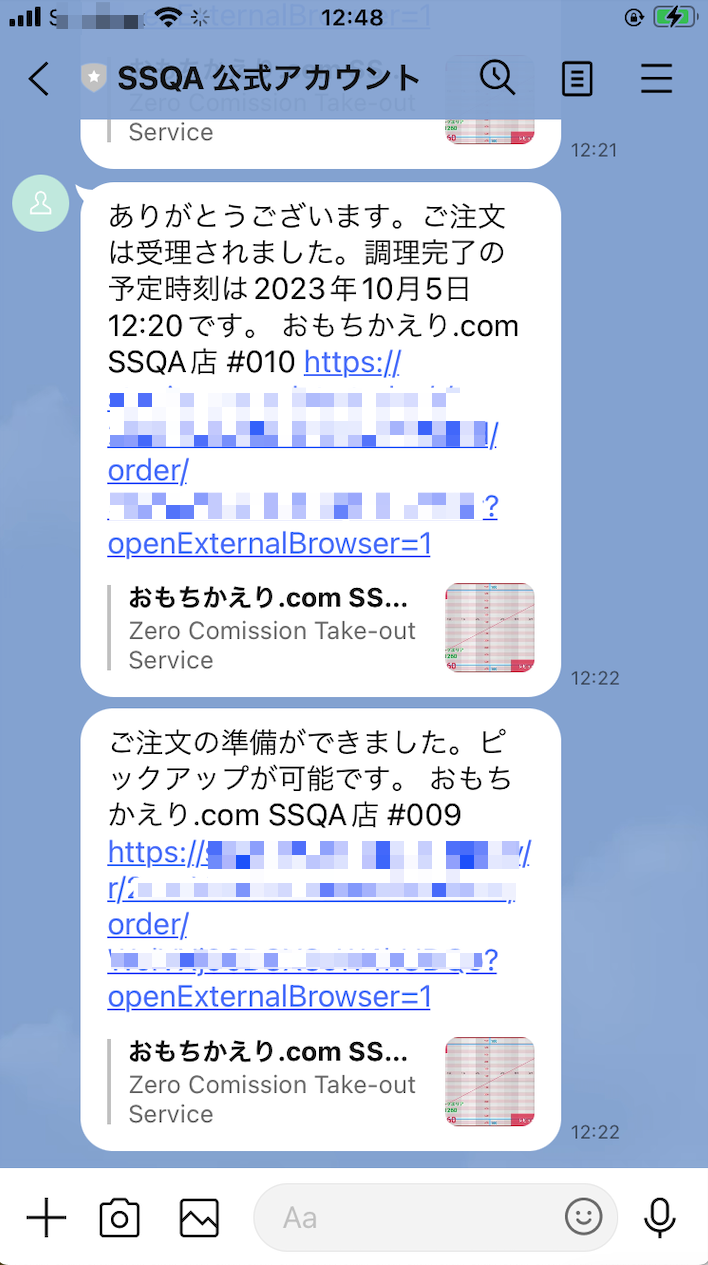 12:48
SSQA 公式アカウント
Zero Comission Take-out
Service
12:21
ありがとうございます。ご注文
は受理されました。調理完了の
予定時刻は2023年10月5日
12:20です。 おもちかえり.com
SSQA店 #010 https://
/
order/
?
openExternalBrowser=1
おもちかえり.com SS...
Zero Comission Take-out
Service
12:22
ご注文の準備ができました。ピ
ックアップが可能です。 おもち
かえり.com SSQA店 #009
https://
r/
order/
?
openExternalBrowser=1
おもちかえり.com SS...
Zero Comission Take-out
Service
12:22
Aa